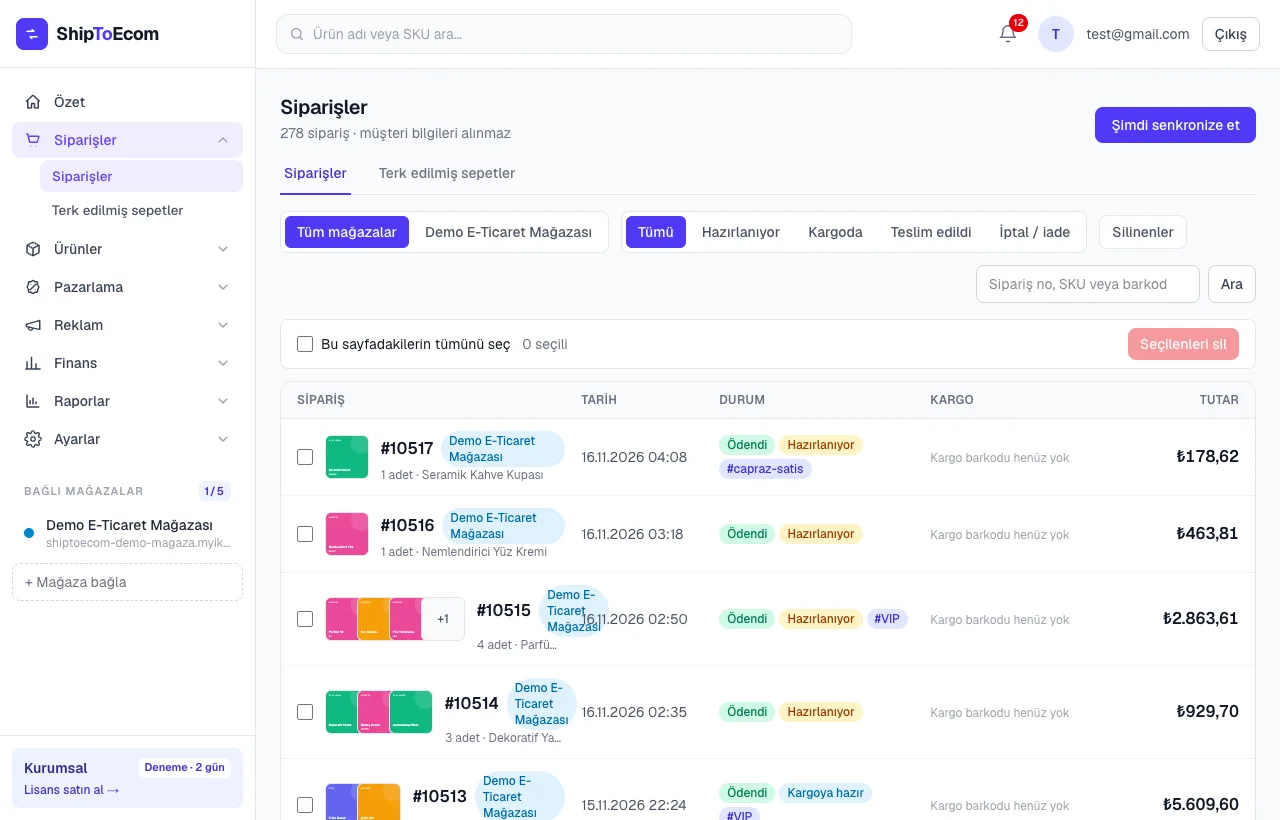 ShipToEcom
Ürün adı veya SKU ara...
12
T
test@gmail.com
Çıkış
Özet
Siparişler
Siparişler
Terk edilmiş sepetler
Ürünler
Pazarlama
Reklam
Finans
Raporlar
Ayarlar
BAĞLI MAĞAZALAR
1/5
Demo E-Ticaret Mağazası
shiptoecom-demo-magaza.myik...
+ Mağaza bağla
Kurumsal
Deneme · 2 gün
Lisans satın al →
Siparişler
278 sipariş · müşteri bilgileri alınmaz
Şimdi senkronize et
Siparişler
Terk edilmiş sepetler
Tüm mağazalar
Demo E-Ticaret Mağazası
Tümü
Hazırlanıyor
Kargoda
Teslim edildi
İptal / iade
Silinenler
Sipariş no, SKU veya barkod
Ara
Bu sayfadakilerin tümünü seç
0 seçili
Seçilenleri sil
SİPARİŞ
TARİH
DURUM
KARGO
TUTAR
#10517
Demo E-Ticaret
Mağazası
1 adet · Seramik Kahve Kupası
16.11.2026 04:08
Ödendi
Hazırlanıyor
#capraz-satis
Kargo barkodu henüz yok
₺178,62
#10516
Demo E-Ticaret
Mağazası
1 adet · Nemlendirici Yüz Kremi
16.11.2026 03:18
Ödendi
Hazırlanıyor
Kargo barkodu henüz yok
₺463,81
+1
#10515
Demo E-
Ticaret
Mağazası
4 adet · Parfü...
16.11.2026 02:50
Ödendi
Hazırlanıyor
#VIP
Kargo barkodu henüz yok
₺2.863,61
#10514
Demo E-
Ticaret
Mağazası
3 adet · Dekoratif Ya...
16.11.2026 02:35
Ödendi
Hazırlanıyor
Kargo barkodu henüz yok
₺929,70
#10513
Demo E-
Ticaret
Mağazası
15.11.2026 22:24
Ödendi
Kargoya hazır
#VIP
Kargo barkodu henüz yok
₺5.609,60